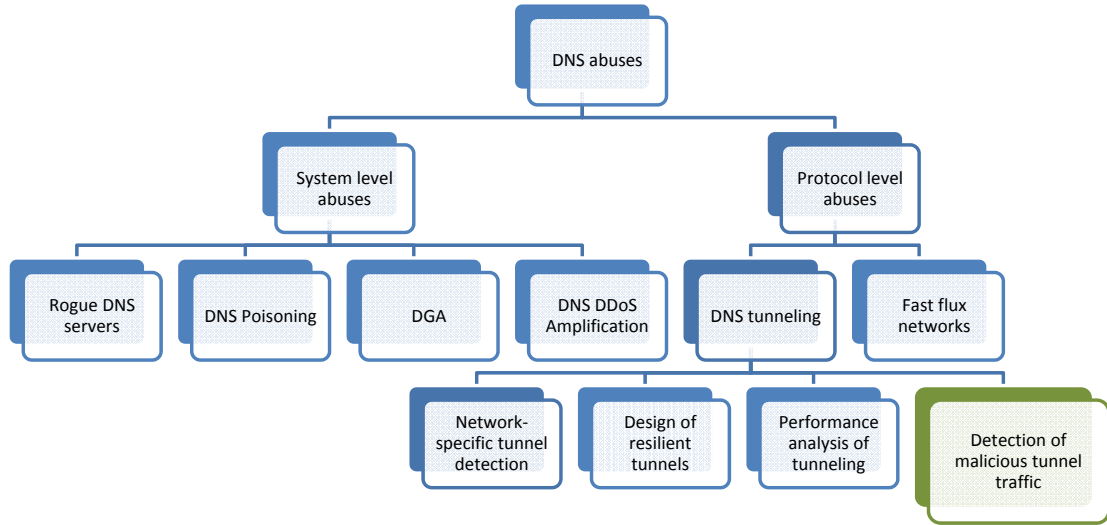 DNS abuses
System level
abuses
Protocol level
abuses
Rogue DNS
servers
DNS Poisoning
DGA
DNS DDoS
Amplification
DNS tunneling
Fast flux
networks
Network-
specific tunnel
detection
Design of
resilient
tunnels
Performance
analysis of
tunneling
Detection of
malicious tunnel
traffic